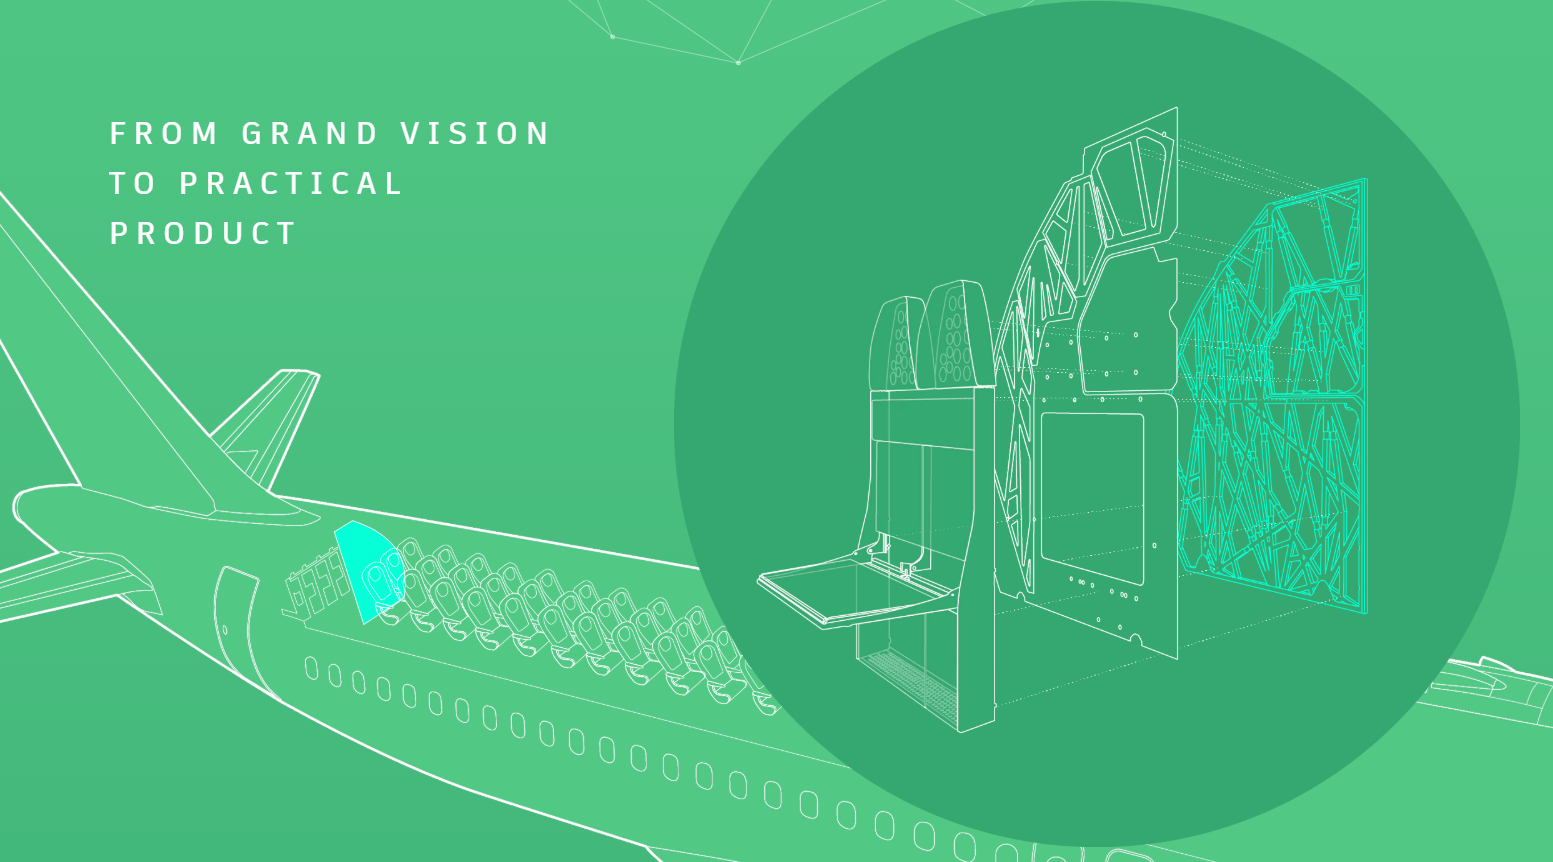 FROM GRAND VISION
TO PRACTICAL
PRODUCT